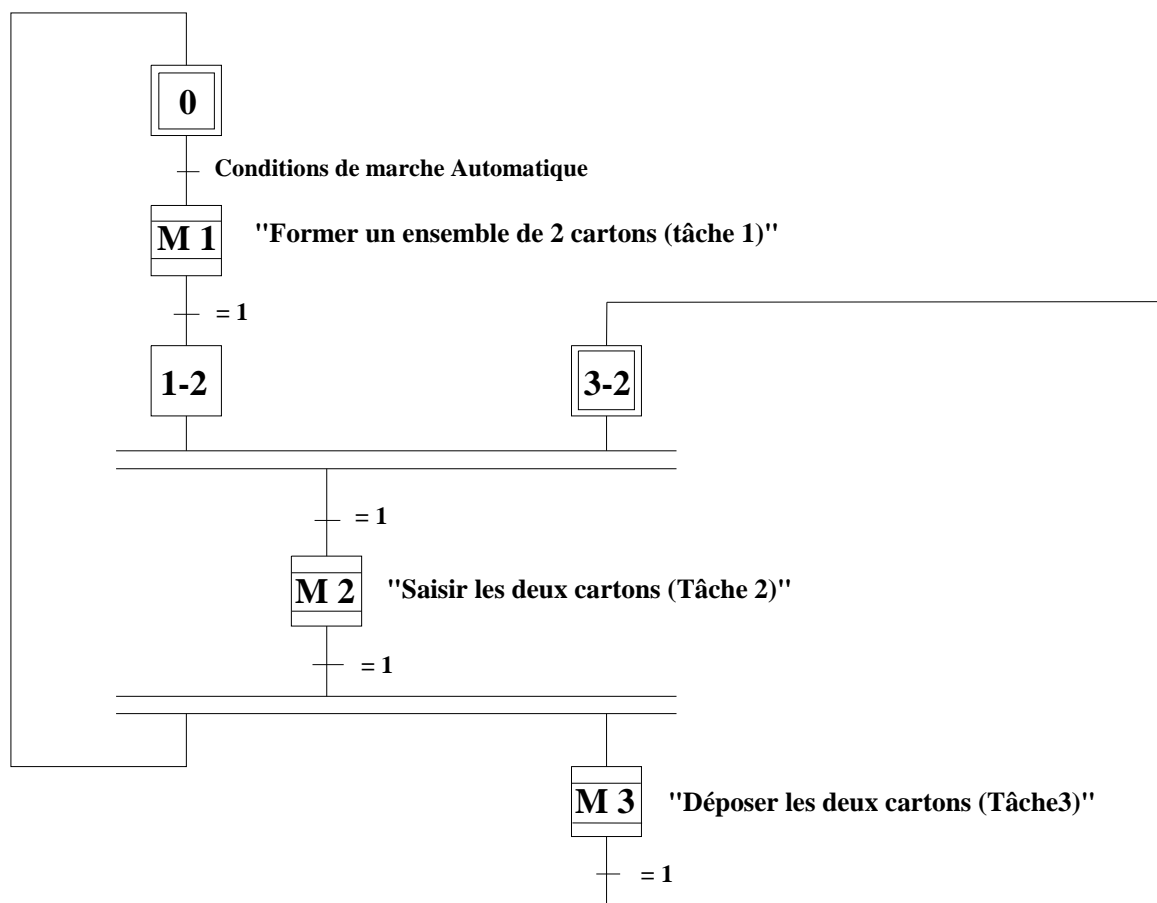 0
Conditions de marche Automatique
M 1 "Former un ensemble de 2 cartons (tâche 1)"
= 1
1-2 3-2
= 1
M 2 "Saisir les deux cartons (Tâche 2)"
= 1
M 3 "Déposer les deux cartons (Tâche3)"
= 1